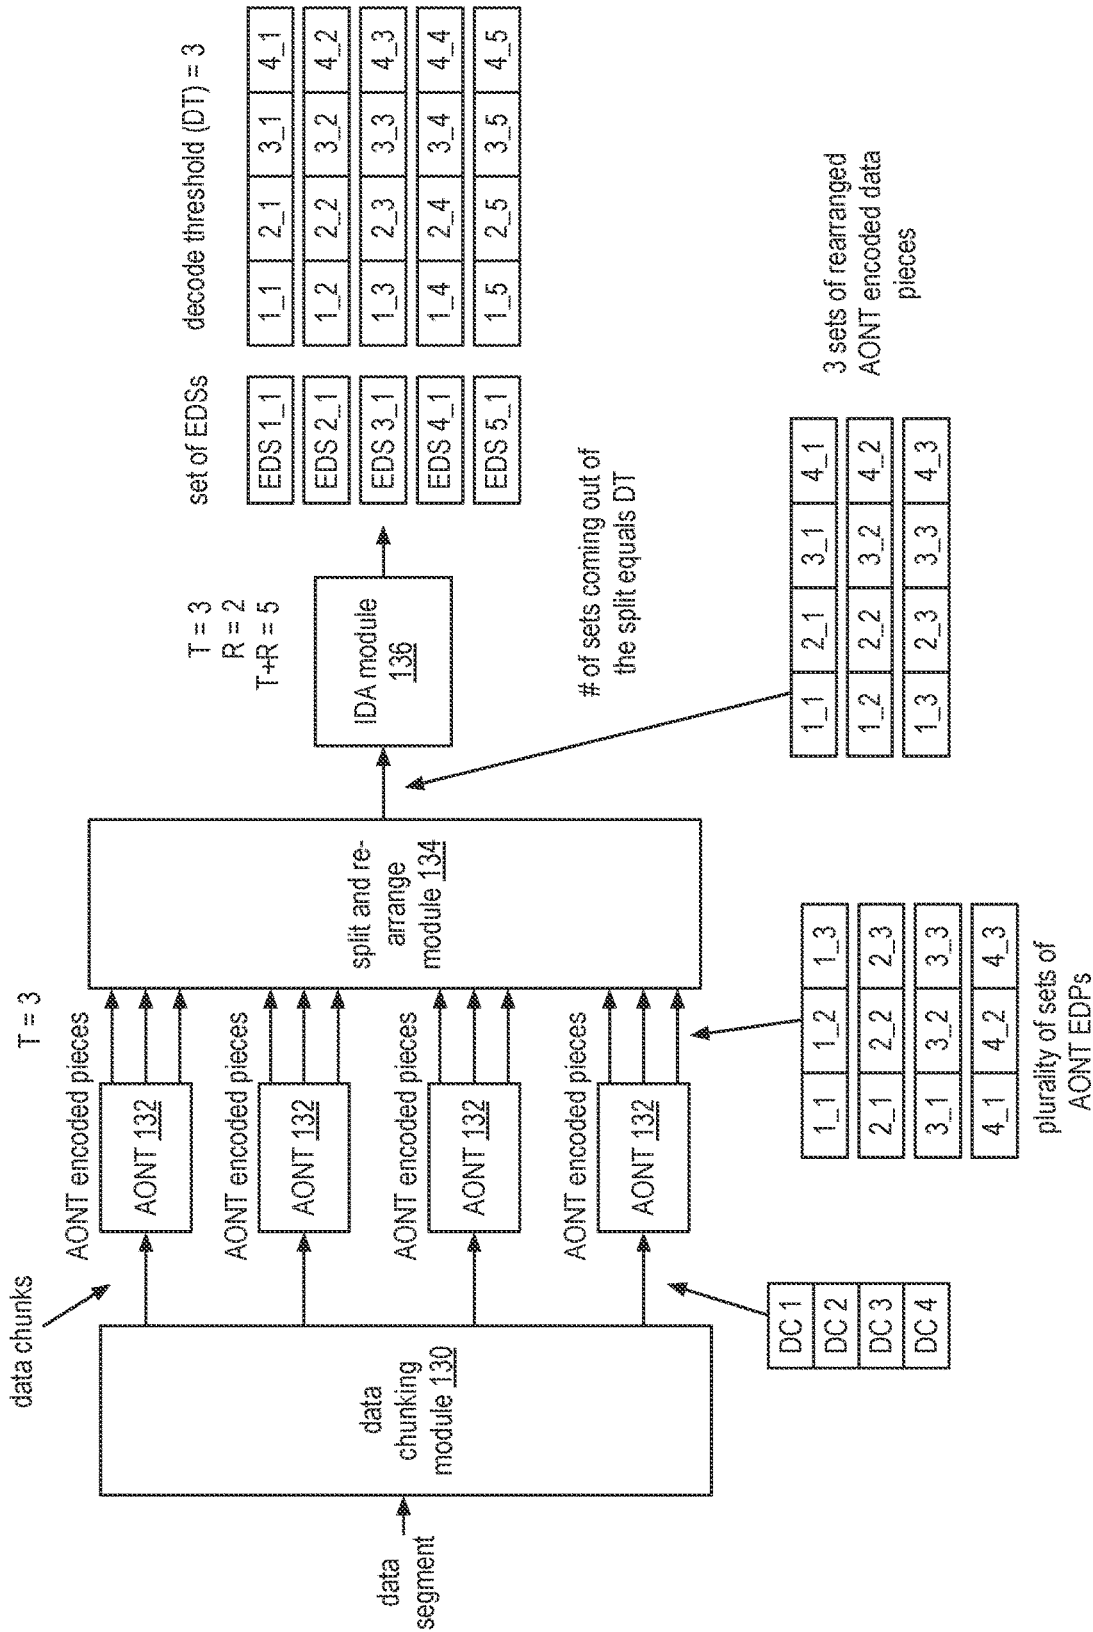 data
segment
data
chunking
module 130
data chunks
DC 1
DC 2
DC 3
DC 4
AONT 132
AONT 132
AONT 132
AONT 132
AONT encoded pieces
AONT encoded pieces
AONT encoded pieces
AONT encoded pieces
T = 3
1_1 1_2 1_3
2_1 2_2 2_3
3_1 3_2 3_3
4_1 4_2 4_3
plurality of sets of
AONT EDPs
split and re-
arrange
module 134
T = 3
R = 2
T+R = 5
IDA module
136
# of sets coming out of
the split equals DT
1_1 2_1 3_1 4_1
1_2 2_2 3_2 4_2
1_3 2_3 3_3 4_3
3 sets of rearranged
AONT encoded data
pieces
set of EDSs
decode threshold (DT) = 3
EDS 1_1 1_1 2_1 3_1 4_1
EDS 2_1 1_2 2_2 3_2 4_2
EDS 3_1 1_3 2_3 3_3 4_3
EDS 4_1 1_4 2_4 3_4 4_4
EDS 5_1 1_5 2_5 3_5 4_5